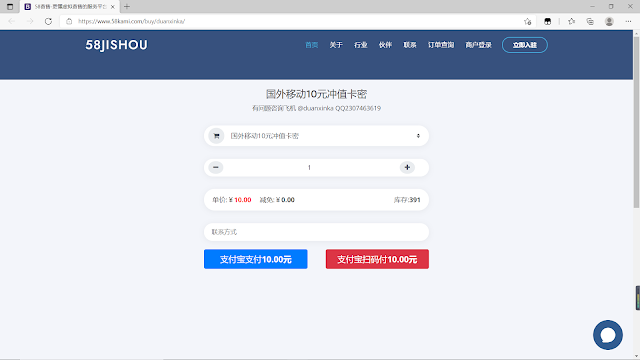 58寄售-更懂虚拟寄售的服务平台
https://www.58kami.com/buy/duanxinka/
58JISHOU
首页 关于 行业 伙伴 联系 订单查询 商户登录 立即入驻
国外移动10元冲值卡密
有问题咨询飞机 @duanxinka QQ2307463619
国外移动10元冲值卡密
1
单价:￥10.00 减免:￥0.00 库存:391
联系方式
支付宝支付10.00元 支付宝扫码付10.00元